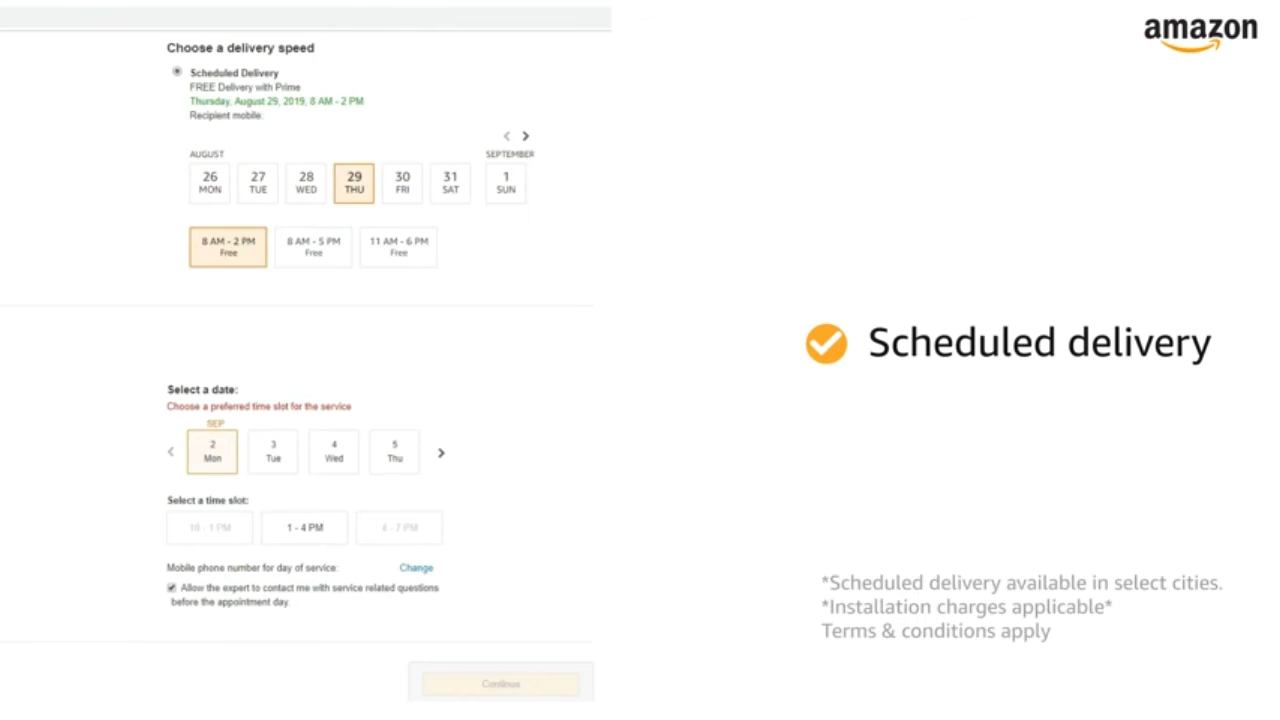 amazon
Choose a delivery speed
Scheduled Delivery
FREE Delivery with Prime
Thursday, August 29, 2019, 8 AM - 2 PM
Recipient mobile:
AUGUST SEPTEMBER
26 27 28 29 30 31 1
MON TUE WED THU FRI SAT SUN
8 AM - 2 PM 8 AM - 5 PM 11 AM - 6 PM
Free Free Free
Scheduled delivery
Select a date:
Choose a preferred time slot for the service
SEP
2 3 4 5
Mon Tue Wed Thu
Select a time slot:
10 - 1 PM 1 - 4 PM 4 - 7 PM
Mobile phone number for day of service: Change
Allow the expert to contact me with service related questions
before the appointment day.
*Scheduled delivery available in select cities.
*Installation charges applicable*
Terms & conditions apply
Continue